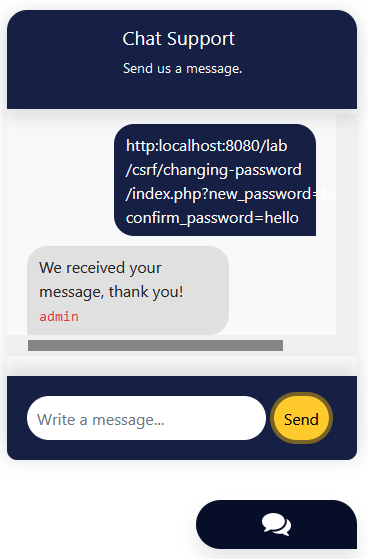 Chat Support
Send us a message.
http:localhost:8080/lab
/csrf/changing-password
/index.php?new_password=
confirm_password=hello
We received your
message, thank you!
admin
Write a message...
Send